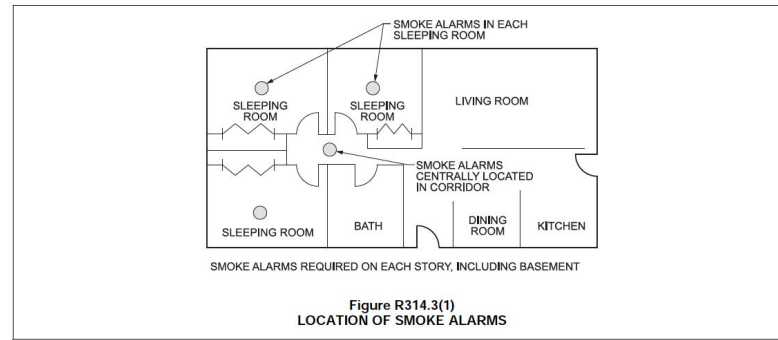 SMOKE ALARMS IN EACH
SLEEPING ROOM
SLEEPING
ROOM
SLEEPING
ROOM
LIVING ROOM
SMOKE ALARMS
CENTRALLY LOCATED
IN CORRIDOR
SLEEPING ROOM
BATH
DINING
ROOM
KITCHEN
SMOKE ALARMS REQUIRED ON EACH STORY, INCLUDING BASEMENT
Figure R314.3(1)
LOCATION OF SMOKE ALARMS